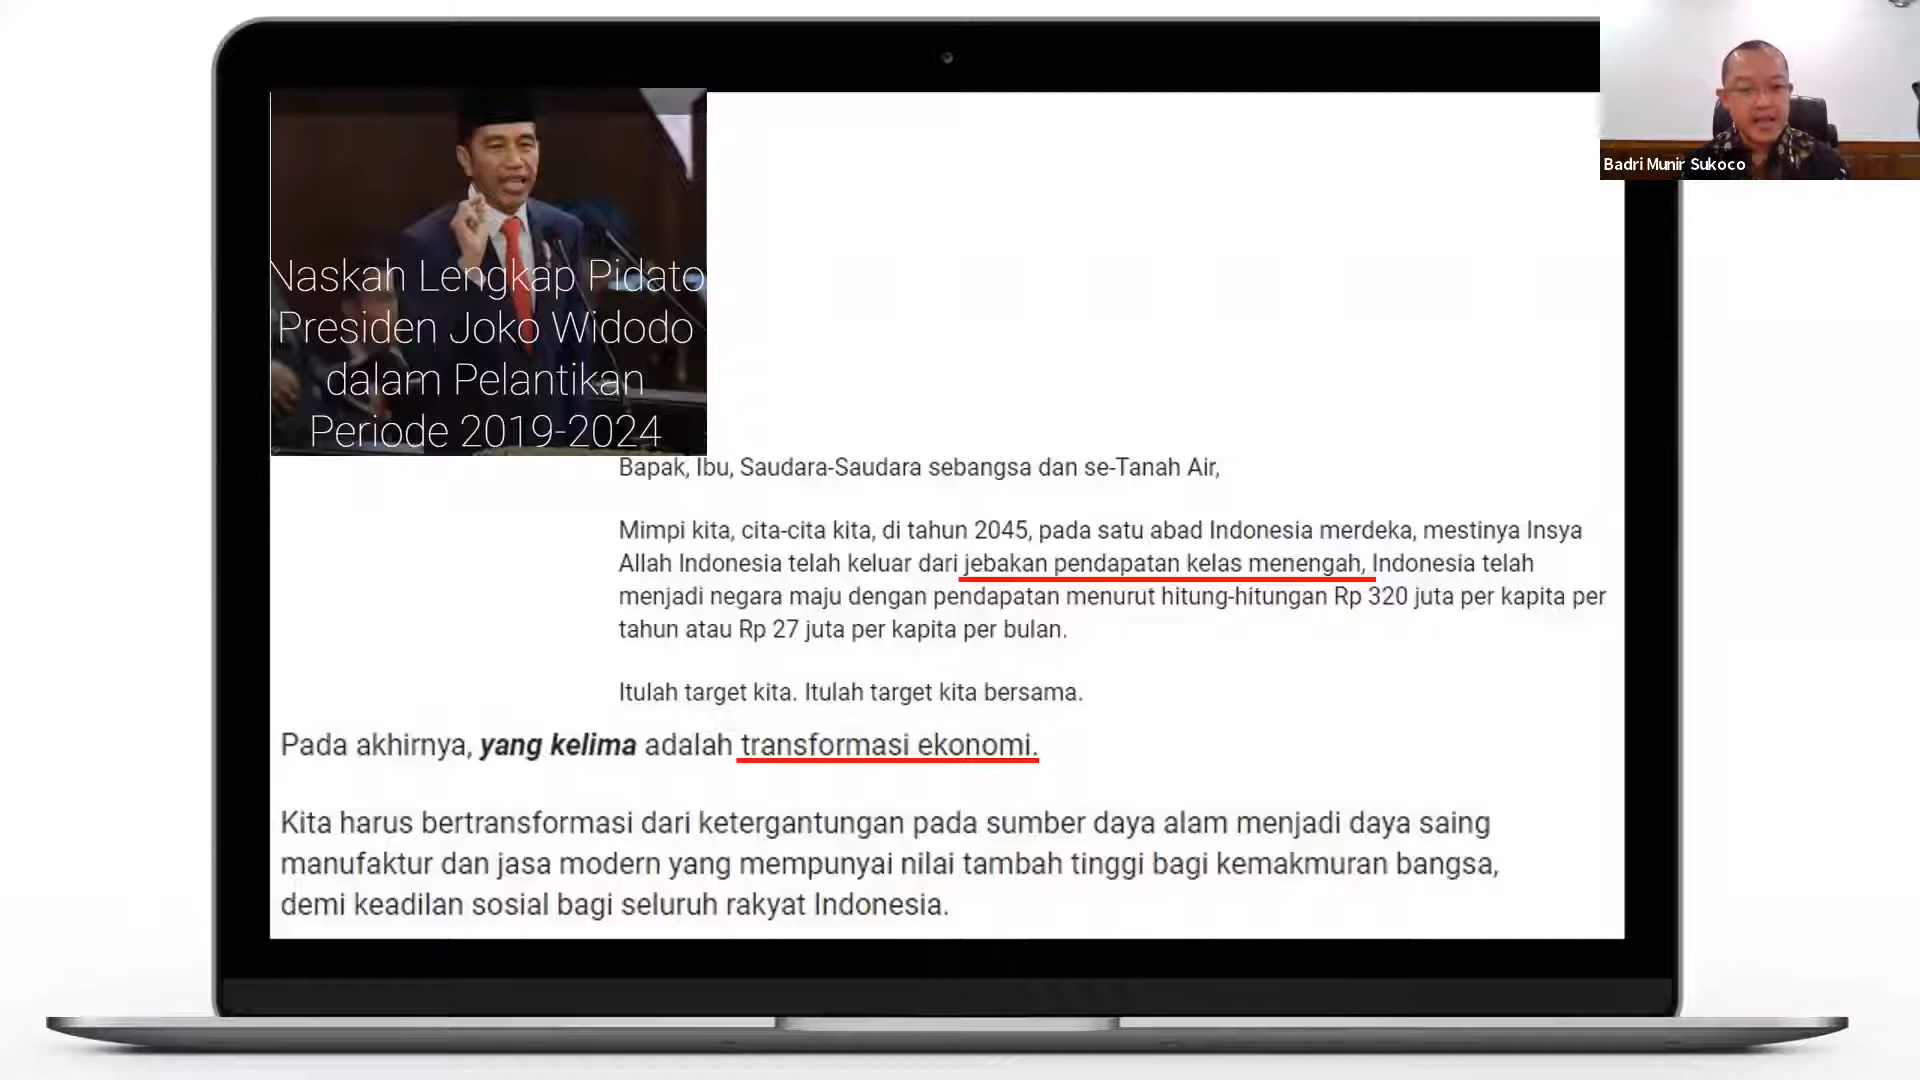 Badri Munir Sukoco
Naskah Lengkap Pidato
Presiden Joko Widodo
dalam Pelantikan
Periode 2019-2024
Bapak, Ibu, Saudara-Saudara sebangsa dan se-Tanah Air,
Mimpi kita, cita-cita kita, di tahun 2045, pada satu abad Indonesia merdeka, mestinya Insya
Allah Indonesia telah keluar dari jebakan pendapatan kelas menengah, Indonesia telah
menjadi negara maju dengan pendapatan menurut hitung-hitungan Rp 320 juta per kapita per
tahun atau Rp 27 juta per kapita per bulan.
Itulah target kita. Itulah target kita bersama.
Pada akhirnya, yang kelima adalah transformasi ekonomi.
Kita harus bertransformasi dari ketergantungan pada sumber daya alam menjadi daya saing
manufaktur dan jasa modern yang mempunyai nilai tambah tinggi bagi kemakmuran bangsa,
demi keadilan sosial bagi seluruh rakyat Indonesia.